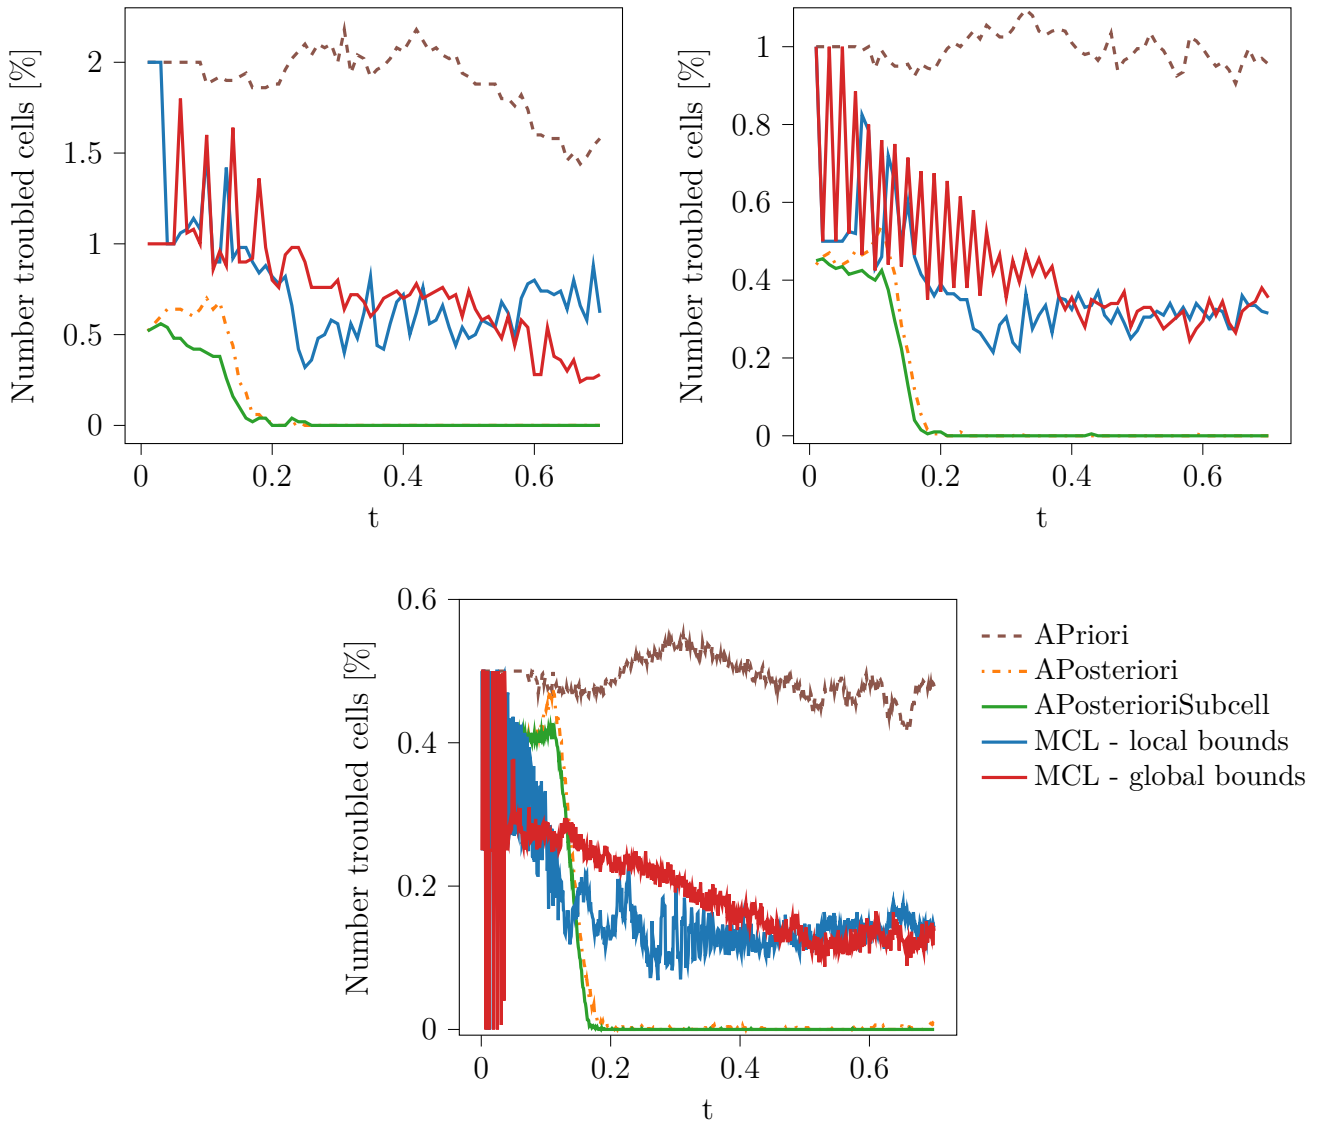 Number troubled cells [%]
2
1.5
1
0.5
0
0 0.2 0.4 0.6
t
Number troubled cells [%]
1
0.8
0.6
0.4
0.2
0
0 0.2 0.4 0.6
t
Number troubled cells [%]
0.6
0.4
0.2
0
0 0.2 0.4 0.6
t
APriori
APosteriori
APosterioriSubcell
MCL - local bounds
MCL - global bounds